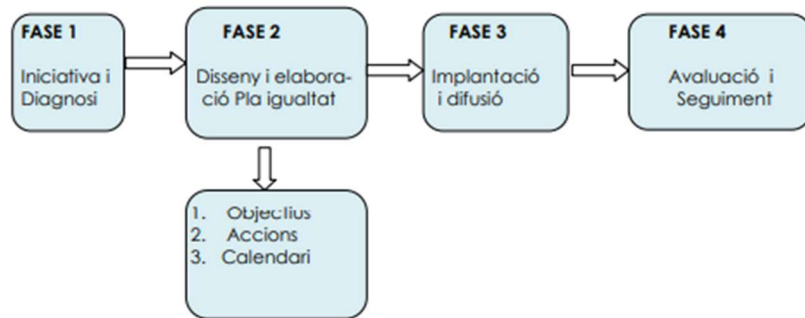 FASE 1
Iniciativa i
Diagnosi
FASE 2
Disseny i elabora-
ció Pla igualtat
FASE 3
Implantació
i difusió
FASE 4
Avaluació i
Seguiment
1. Objectius
2. Accions
3. Calendari